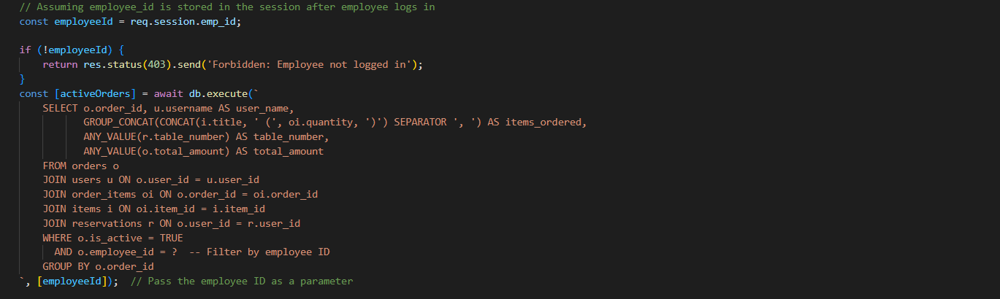 // Assuming employee_id is stored in the session after employee logs in
const employeeId = req.session.emp_id;
if (!employeeId) {
return res.status(403).send('Forbidden: Employee not logged in');
}
const [activeOrders] = await db.execute(`
SELECT o.order_id, u.username AS user_name,
GROUP_CONCAT(CONCAT(i.title, ' (', oi.quantity, ')') SEPARATOR ', ') AS items_ordered,
ANY_VALUE(r.table_number) AS table_number,
ANY_VALUE(o.total_amount) AS total_amount
FROM orders o
JOIN users u ON o.user_id = u.user_id
JOIN order_items oi ON o.order_id = oi.order_id
JOIN items i ON oi.item_id = i.item_id
JOIN reservations r ON o.user_id = r.user_id
WHERE o.is_active = TRUE
AND o.employee_id = ?  -- Filter by employee ID
GROUP BY o.order_id
`, [employeeId]);  // Pass the employee ID as a parameter